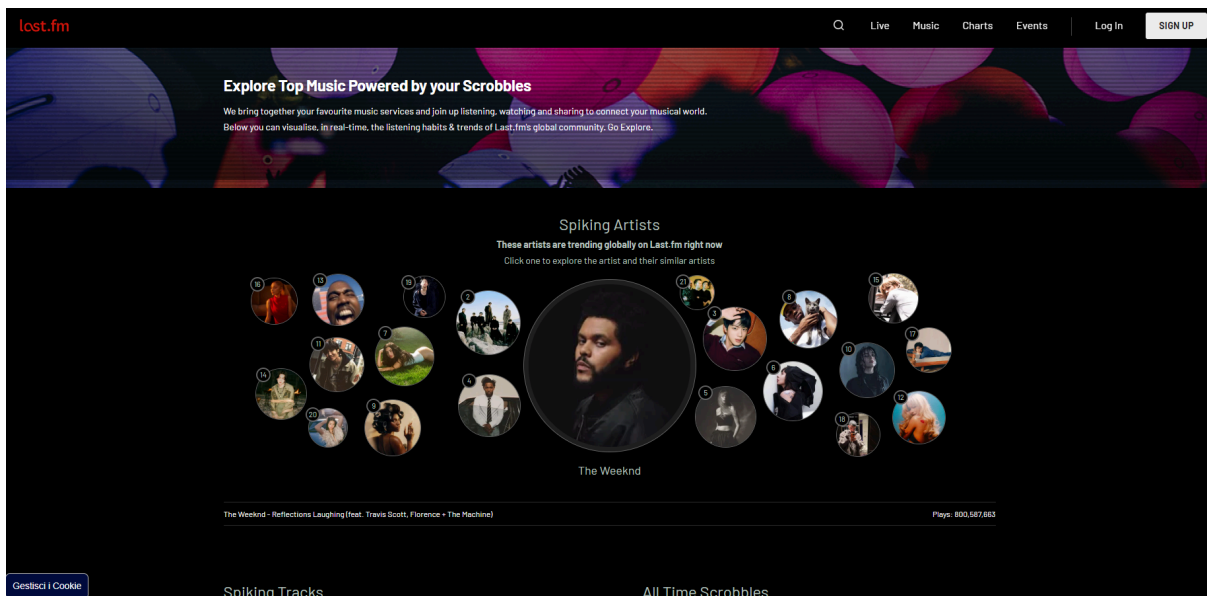 last.fm
Live
Music
Charts
Events
Log In
SIGN UP
Explore Top Music Powered by your Scrobbles
We bring together your favourite music services and join up listening, watching and sharing to connect your musical world.
Below you can visualise, in real-time, the listening habits & trends of Last.fm's global community. Go Explore.
Spiking Artists
These artists are trending globally on Last.fm right now
Click one to explore the artist and their similar artists
16
13
19
2
21
3
8
15
11
7
10
17
14
4
5
6
12
20
9
18
The Weeknd
The Weeknd - Reflections Laughing (feat. Travis Scott, Florence + The Machine)
Plays: 800,587,663
Gestisci i Cookie
Spiking Tracks
All Time Scrobbles